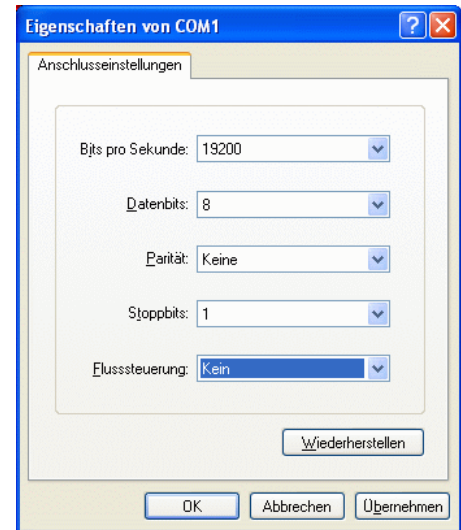 Eigenschaften von COM1
Anschlusseinstellungen
Bits pro Sekunde: 19200
Datenbits: 8
Parität: Keine
Stoppbits: 1
Flusssteuerung: Kein
Wiederherstellen
OK Abbrechen Übernehmen